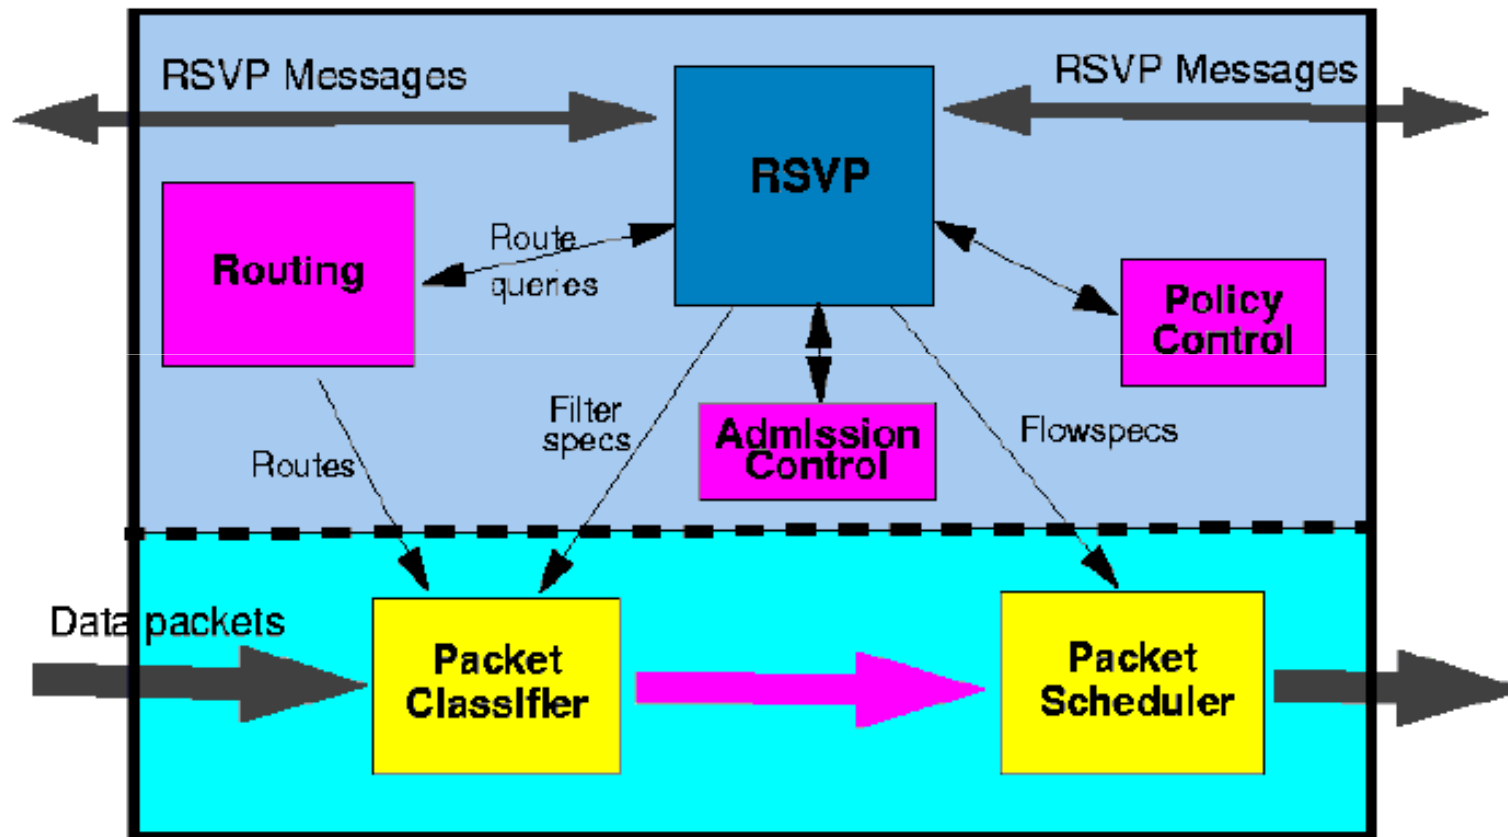 RSVP Messages
RSVP Messages
RSVP
Routing
Route
queries
Policy
Control
Filter
specs
Admission
Control
Flowspecs
Routes
Data packets
Packet
Classifier
Packet
Scheduler